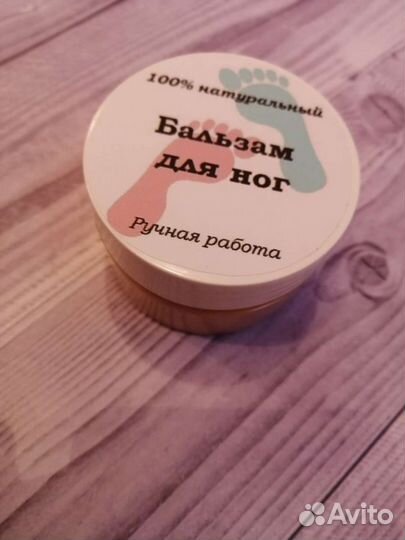 100% натуральный
Бальзам
для ног
Ручная работа
Avito